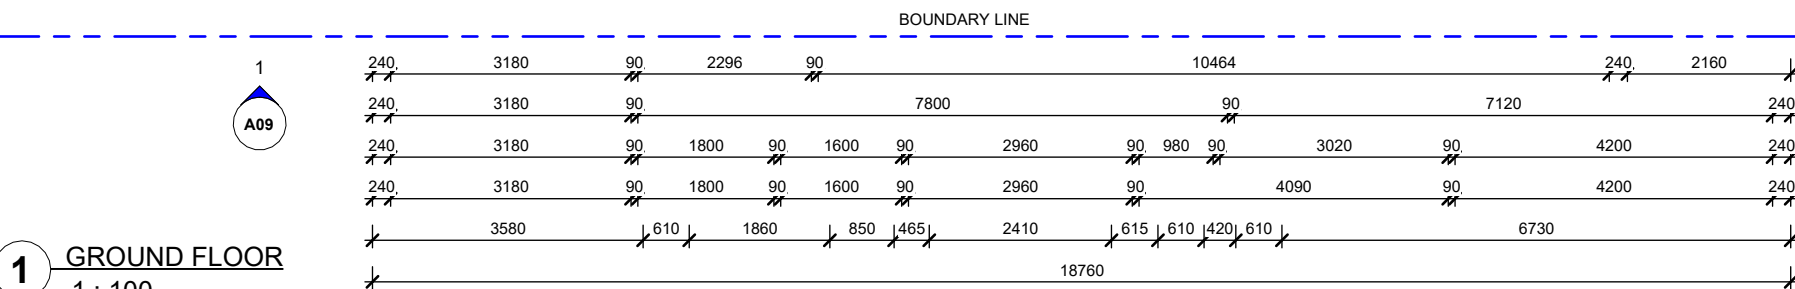 BOUNDARY LINE
1
A09
240 3180 90 2296 90 10464 240 2160
240 3180 90 7800 90 7120 240
240 3180 90 1800 90 1600 90 2960 90 980 90 3020 90 4200 240
240 3180 90 1800 90 1600 90 2960 90 4090 90 4200 240
3580 610 1860 850 465 2410 615 610 420 610 6730
18760
1 GROUND FLOOR
1 : 100